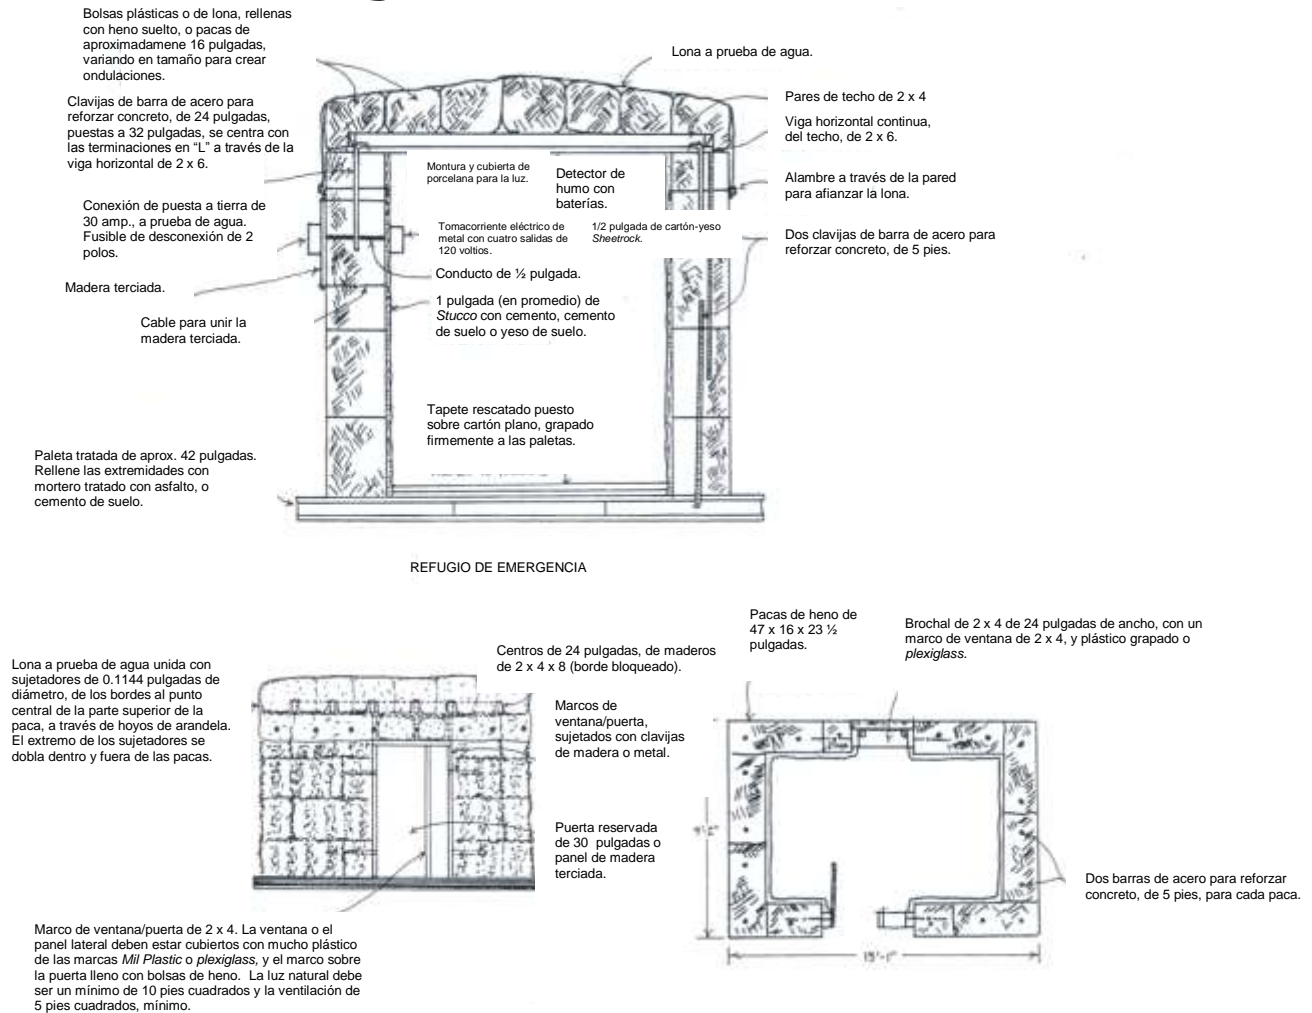 Bolsas plásticas o de lona, rellenas
con heno suelto, o pacas de
aproximadamene 16 pulgadas,
variando en tamaño para crear
ondulaciones.
Lona a prueba de agua.
Clavijas de barra de acero para
reforzar concreto, de 24 pulgadas,
puestas a 32 pulgadas, se centra con
las terminaciones en “L” a través de la
viga horizontal de 2 x 6.
Pares de techo de 2 x 4
Viga horizontal continua,
del techo, de 2 x 6.
Montura y cubierta de
porcelana para la luz.
Detector de
humo con
baterías.
Alambre a través de la pared
para afianzar la lona.
Conexión de puesta a tierra de
30 amp., a prueba de agua.
Fusible de desconexión de 2
polos.
Tomacorriente eléctrico de
metal con cuatro salidas de
120 voltios.
1/2 pulgada de cartón-yeso
Sheetrock.
Dos clavijas de barra de acero para
reforzar concreto, de 5 pies.
Conducto de ½ pulgada.
Madera terciada.
1 pulgada (en promedio) de
Stucco con cemento, cemento
de suelo o yeso de suelo.
Cable para unir la
madera terciada.
Tapete rescatado puesto
sobre cartón plano, grapado
firmemente a las paletas.
Paleta tratada de aprox. 42 pulgadas.
Rellene las extremidades con
mortero tratado con asfalto, o
cemento de suelo.
REFUGIO DE EMERGENCIA
Pacas de heno de
47 x 16 x 23 ½
pulgadas.
Brochal de 2 x 4 de 24 pulgadas de ancho, con un
marco de ventana de 2 x 4, y plástico grapado o
plexiglass.
Centros de 24 pulgadas, de maderos
de 2 x 4 x 8 (borde bloqueado).
Lona a prueba de agua unida con
sujetadores de 0.1144 pulgadas de
diámetro, de los bordes al punto
central de la parte superior de la
paca, a través de hoyos de arandela.
El extremo de los sujetadores se
dobla dentro y fuera de las pacas.
Marcos de
ventana/puerta,
sujetados con clavijas
de madera o metal.
Puerta reservada
de 30 pulgadas o
panel de madera
terciada.
Dos barras de acero para reforzar
concreto, de 5 pies, para cada paca.
Marco de ventana/puerta de 2 x 4. La ventana o el
panel lateral deben estar cubiertos con mucho plástico
de las marcas Mil Plastic o plexiglass, y el marco sobre
la puerta lleno con bolsas de heno. La luz natural debe
ser un mínimo de 10 pies cuadrados y la ventilación de
5 pies cuadrados, mínimo.